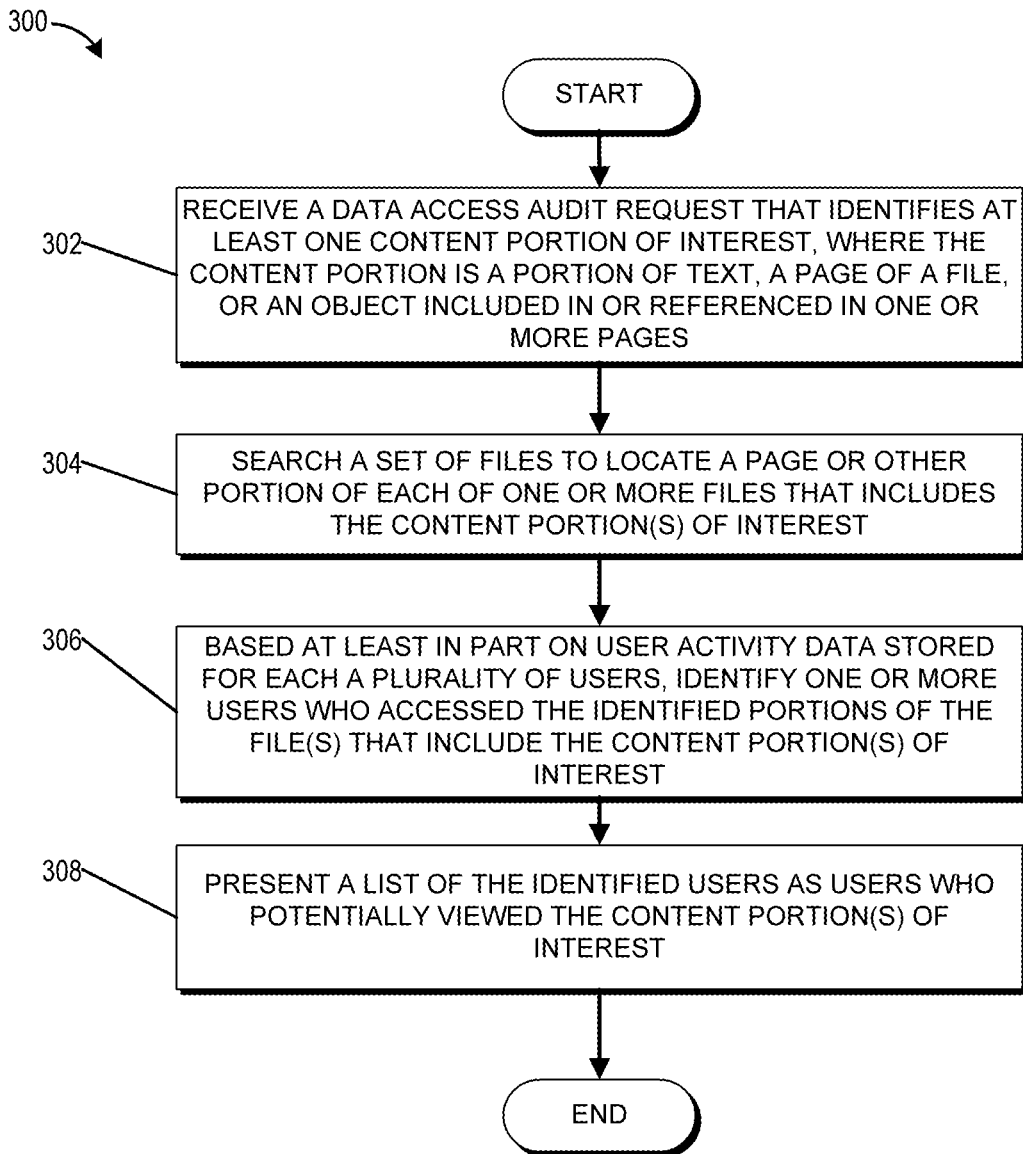 300
START
302
RECEIVE A DATA ACCESS AUDIT REQUEST THAT IDENTIFIES AT
LEAST ONE CONTENT PORTION OF INTEREST, WHERE THE
CONTENT PORTION IS A PORTION OF TEXT, A PAGE OF A FILE,
OR AN OBJECT INCLUDED IN OR REFERENCED IN ONE OR
MORE PAGES
304
SEARCH A SET OF FILES TO LOCATE A PAGE OR OTHER
PORTION OF EACH OF ONE OR MORE FILES THAT INCLUDES
THE CONTENT PORTION(S) OF INTEREST
306
BASED AT LEAST IN PART ON USER ACTIVITY DATA STORED
FOR EACH A PLURALITY OF USERS, IDENTIFY ONE OR MORE
USERS WHO ACCESSED THE IDENTIFIED PORTIONS OF THE
FILE(S) THAT INCLUDE THE CONTENT PORTION(S) OF
INTEREST
308
PRESENT A LIST OF THE IDENTIFIED USERS AS USERS WHO
POTENTIALLY VIEWED THE CONTENT PORTION(S) OF
INTEREST
END